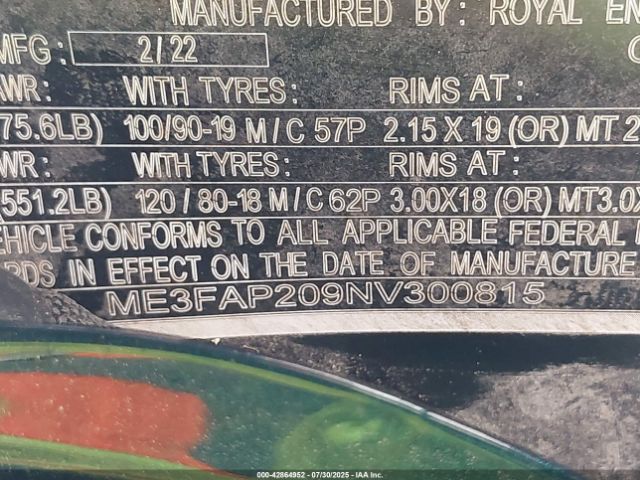 MANUFACTURED BY: ROYAL EN
MFG: 2/22
AWR: WITH TYRES: RIMS AT:
75.6LB) 100/90-19 M/C 57P 2.15 X 19 (OR) MT 2
WR: WITH TYRES: RIMS AT:
(551.2LB) 120 / 80-18 M/C 62P 3.00X18 (OR) MT3.0X
EHICLE CONFORMS TO ALL APPLICABLE FEDERAL M
ARDS IN EFFECT ON THE DATE OF MANUFACTURE
ME3FAP209NV300815
000-42864952 | 07/30/2025 | IAA Inc.